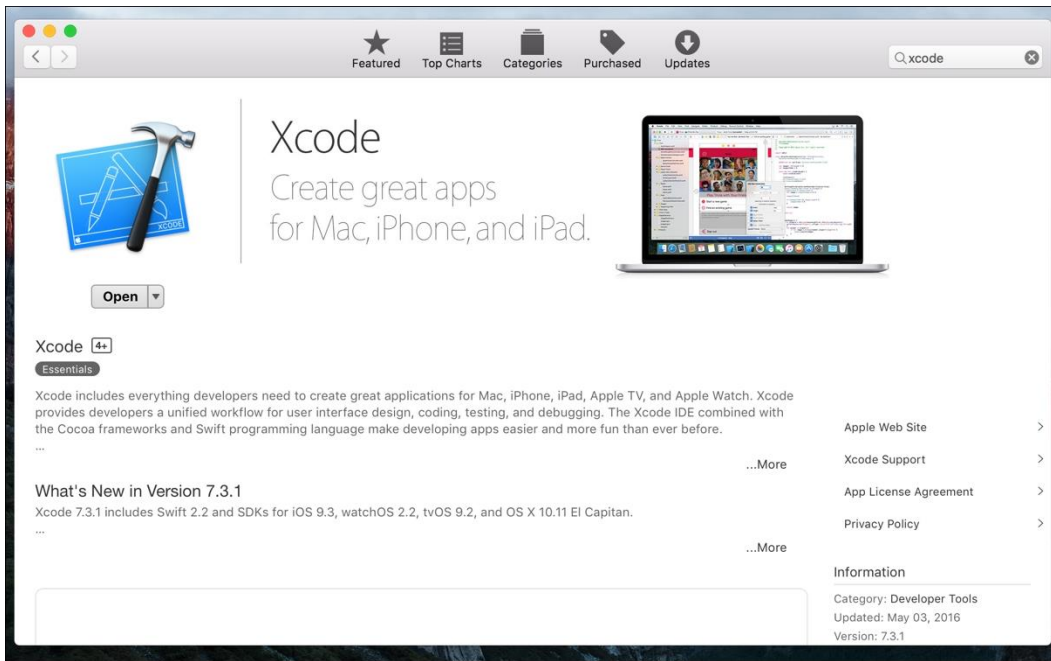 Featured
Top Charts
Categories
Purchased
Updates
xcode
XCODE
Xcode
Create great apps
for Mac, iPhone, and iPad.
Open
Xcode 4+
Essentials
Xcode includes everything developers need to create great applications for Mac, iPhone, iPad, Apple TV, and Apple Watch. Xcode
provides developers a unified workflow for user interface design, coding, testing, and debugging. The Xcode IDE combined with
the Cocoa frameworks and Swift programming language make developing apps easier and more fun than ever before.
...
...More
What's New in Version 7.3.1
Xcode 7.3.1 includes Swift 2.2 and SDKs for iOS 9.3, watchOS 2.2, tvOS 9.2, and OS X 10.11 El Capitan.
...
...More
Apple Web Site
Xcode Support
App License Agreement
Privacy Policy
Information
Category: Developer Tools
Updated: May 03, 2016
Version: 7.3.1